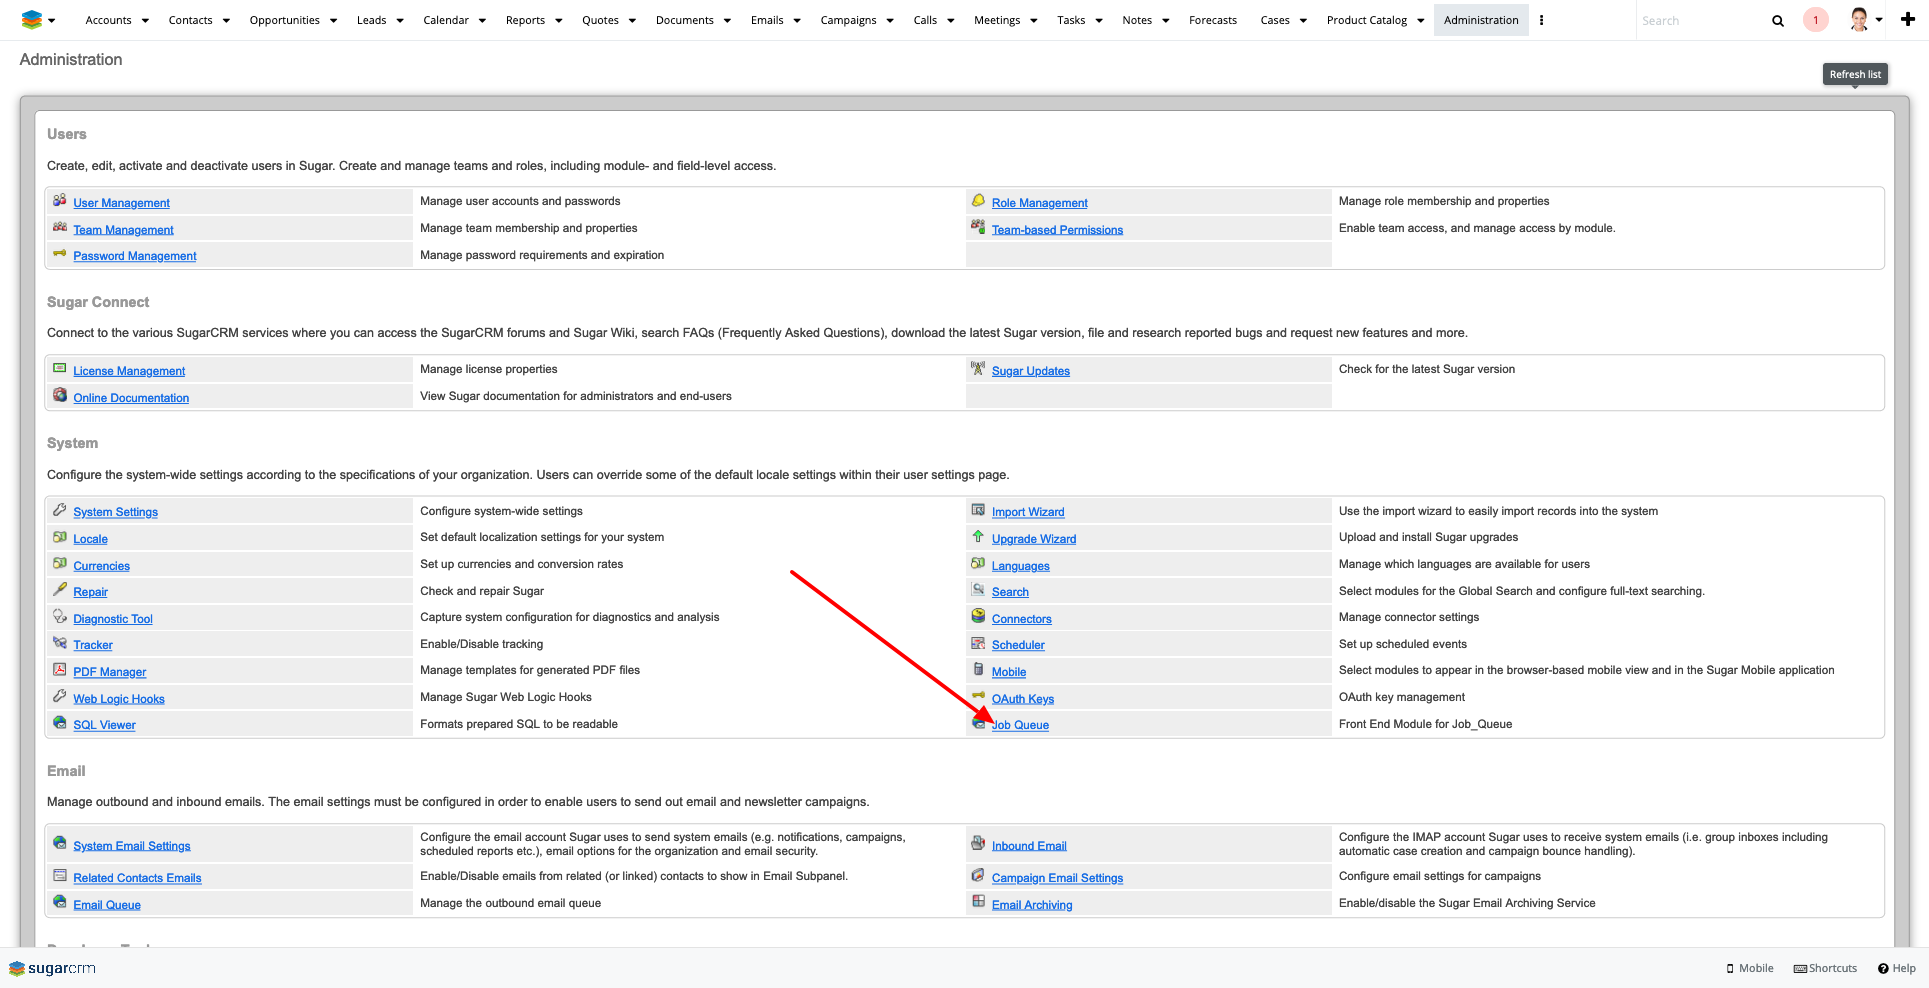 Accounts Contacts Opportunities Leads Calendar Reports Quotes Documents Emails Campaigns Calls Meetings Tasks Notes Forecasts Cases Product Catalog Administration Search 1
Administration
Refresh list
Users
Create, edit, activate and deactivate users in Sugar. Create and manage teams and roles, including module- and field-level access.
User Management Manage user accounts and passwords Role Management Manage role membership and properties
Team Management Manage team membership and properties Team-based Permissions Enable team access, and manage access by module.
Password Management Manage password requirements and expiration
Sugar Connect
Connect to the various SugarCRM services where you can access the SugarCRM forums and Sugar Wiki, search FAQs (Frequently Asked Questions), download the latest Sugar version, file and research reported bugs and request new features and more.
License Management Manage license properties Sugar Updates Check for the latest Sugar version
Online Documentation View Sugar documentation for administrators and end-users
System
Configure the system-wide settings according to the specifications of your organization. Users can override some of the default locale settings within their user settings page.
System Settings Configure system-wide settings Import Wizard Use the import wizard to easily import records into the system
Locale Set default localization settings for your system Upgrade Wizard Upload and install Sugar upgrades
Currencies Set up currencies and conversion rates Languages Manage which languages are available for users
Repair Check and repair Sugar Search Select modules for the Global Search and configure full-text searching.
Diagnostic Tool Capture system configuration for diagnostics and analysis Connectors Manage connector settings
Tracker Enable/Disable tracking Scheduler Set up scheduled events
PDF Manager Manage templates for generated PDF files Mobile Select modules to appear in the browser-based mobile view and in the Sugar Mobile application
Web Logic Hooks Manage Sugar Web Logic Hooks OAuth Keys OAuth key management
SQL Viewer Formats prepared SQL to be readable Job Queue Front End Module for Job_Queue
Email
Manage outbound and inbound emails. The email settings must be configured in order to enable users to send out email and newsletter campaigns.
System Email Settings Configure the email account Sugar uses to send system emails (e.g. notifications, campaigns, scheduled reports etc.), email options for the organization and email security. Inbound Email Configure the IMAP account Sugar uses to receive system emails (i.e. group inboxes including automatic case creation and campaign bounce handling).
Related Contacts Emails Enable/Disable emails from related (or linked) contacts to show in Email Subpanel. Campaign Email Settings Configure email settings for campaigns
Email Queue Manage the outbound email queue Email Archiving Enable/disable the Sugar Email Archiving Service
sugarcrm Mobile Shortcuts Help